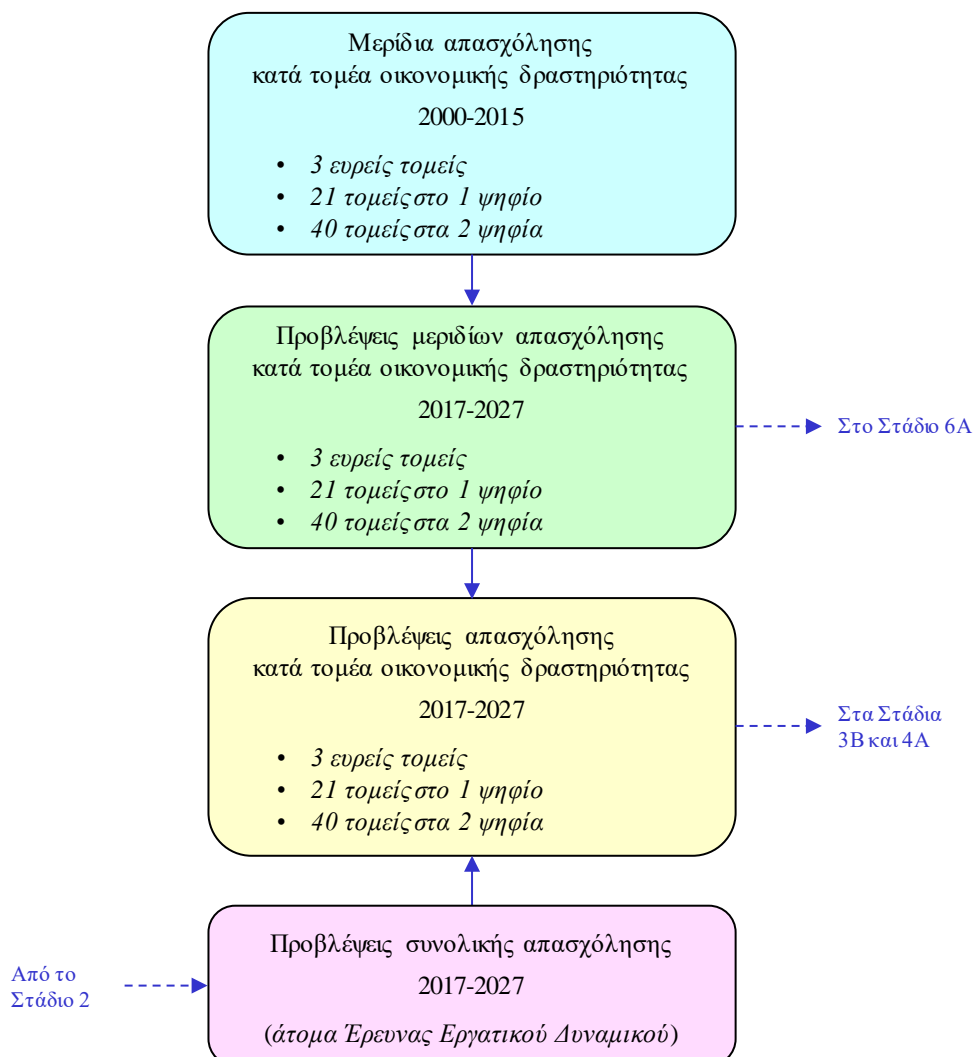 Μερίδια απασχόλησης
κατά τομέα οικονομικής δραστηριότητας
2000-2015
• 3 ευρείς τομείς
• 21 τομείς στο 1 ψηφίο
• 40 τομείς στα 2 ψηφία
Προβλέψεις μεριδίων απασχόλησης
κατά τομέα οικονομικής δραστηριότητας
2017-2027
• 3 ευρείς τομείς
• 21 τομείς στο 1 ψηφίο
• 40 τομείς στα 2 ψηφία
Στο Στάδιο 6Α
Προβλέψεις απασχόλησης
κατά τομέα οικονομικής δραστηριότητας
2017-2027
• 3 ευρείς τομείς
• 21 τομείς στο 1 ψηφίο
• 40 τομείς στα 2 ψηφία
Στα Στάδια
3Β και 4Α
Προβλέψεις συνολικής απασχόλησης
2017-2027
(άτομα Έρευνας Εργατικού Δυναμικού)
Από το
Στάδιο 2